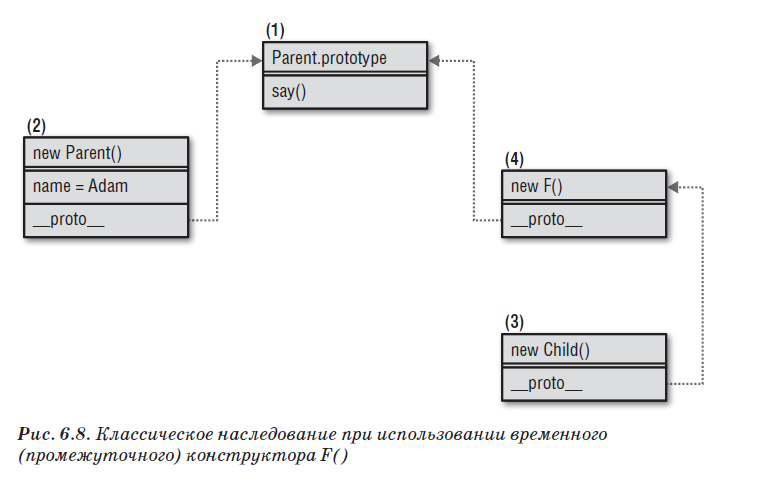 (1)
Parent.prototype
say()
(2)
new Parent()
name = Adam
__proto__
(4)
new F()
__proto__
(3)
new Child()
__proto__
Рис. 6.8. Классическое наследование при использовании временного
(промежуточного) конструктора F()